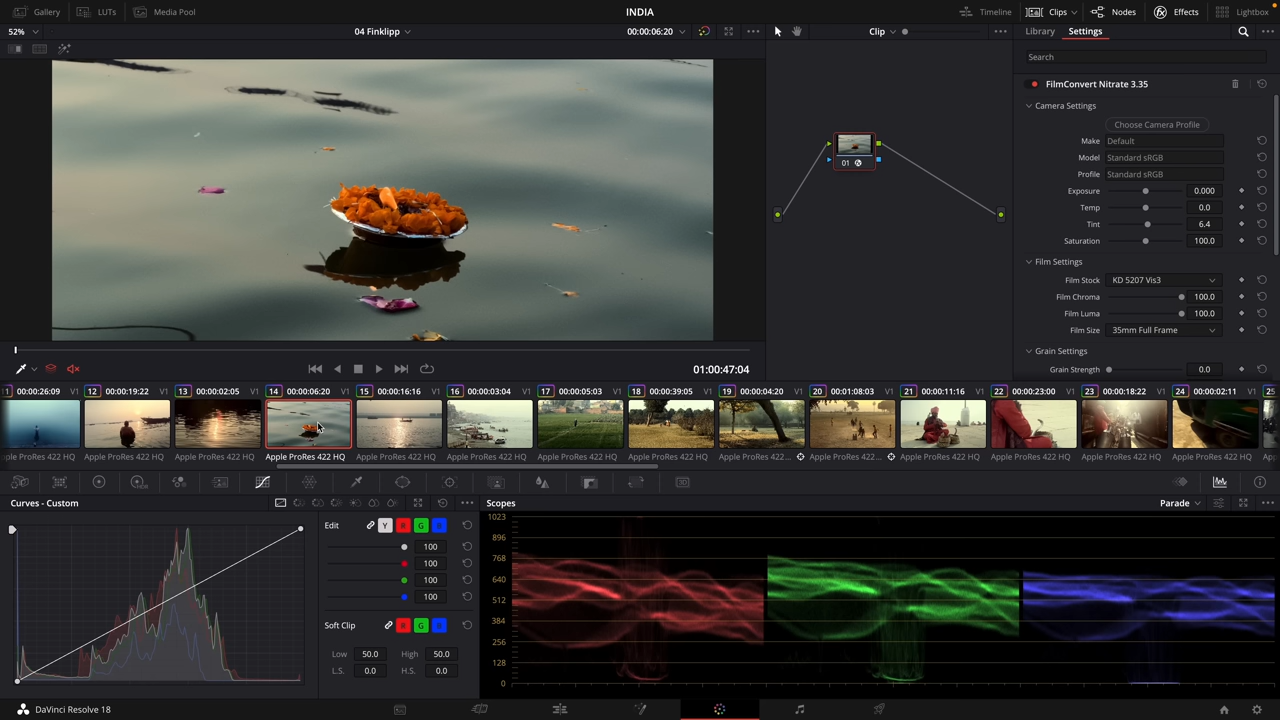 Gallery LUTs Media Pool INDIA Timeline Clips Nodes Effects Lightbox
52% 04 Finklipp 00:00:06:20 Clip Library Settings
Search
FilmConvert Nitrate 3.35
Camera Settings
Choose Camera Profile
Make Default
Model Standard sRGB
Profile Standard sRGB
Exposure 0.000
Temp 0.0
Tint 6.4
Saturation 100.0
Film Settings
Film Stock KD 5207 Vis3
Film Chroma 100.0
Film Luma 100.0
Film Size 35mm Full Frame
Grain Settings
Grain Strength 0.0
01
01:00:47:04
00:00:26:09 V1 12 00:00:19:22 V1 13 00:00:02:05 V1 14 00:00:06:20 V1 15 00:00:16:16 V1 16 00:00:03:04 V1 17 00:00:05:03 V1 18 00:00:39:05 V1 19 00:00:04:20 V1 20 00:01:08:03 V1 21 00:00:11:16 V1 22 00:00:23:00 V1 23 00:00:18:22 V1 24 00:00:02:11 V1
ple ProRes 422 HQ Apple ProRes 422 HQ Apple ProRes 422 HQ Apple ProRes 422 HQ Apple ProRes 422 HQ Apple ProRes 422 HQ Apple ProRes 422 HQ Apple ProRes 422 HQ Apple ProRes 422... Apple ProRes 422... Apple ProRes 422 HQ Apple ProRes 422 HQ Apple ProRes 422 HQ Apple ProRes 422 HQ
Curves - Custom
Edit Y R G B
100
100
100
100
Soft Clip R G B
Low 50.0 High 50.0
L.S. 0.0 H.S. 0.0
Scopes Parade
1023
896
768
640
512
384
256
128
0
DaVinci Resolve 18